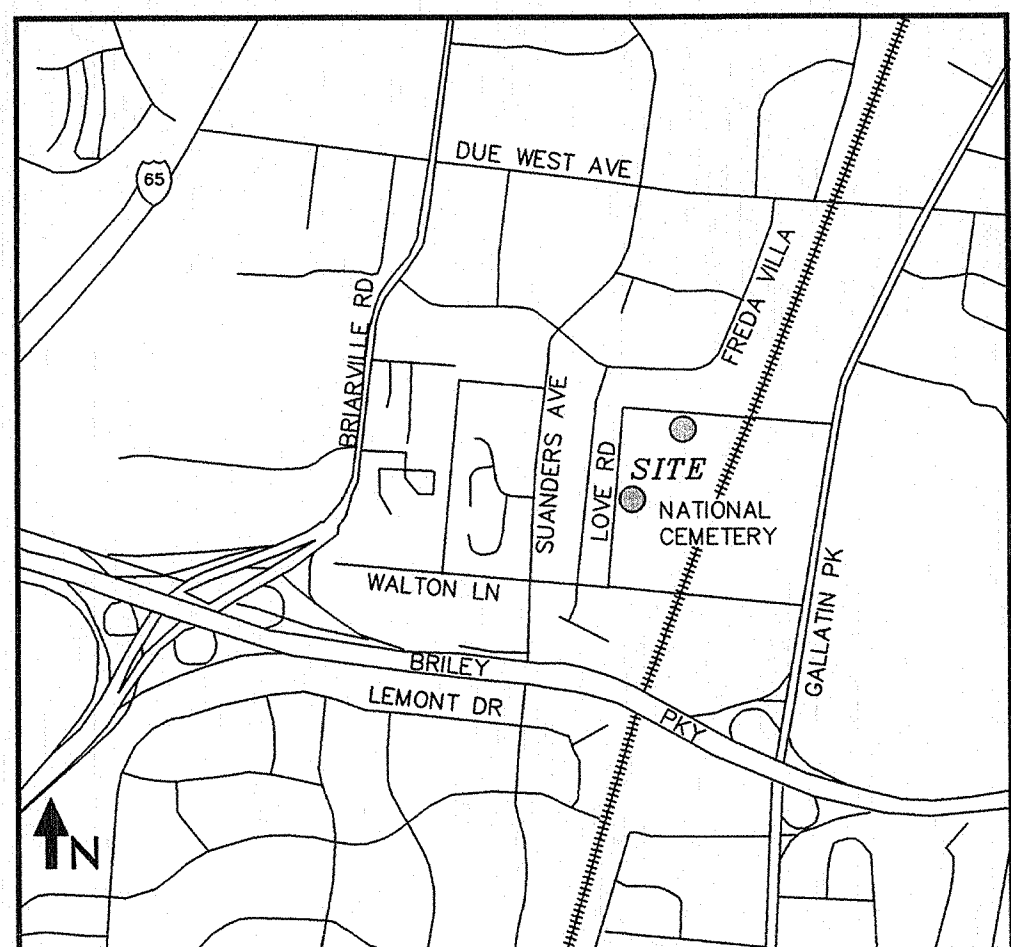 DUE WEST AVE
65
BRIARVILLE RD
FREDA VILLA
SUANDERS AVE
LOVE RD
SITE
NATIONAL
CEMETERY
WALTON LN
GALLATIN PK
BRILEY
PKY
LEMONT DR
N